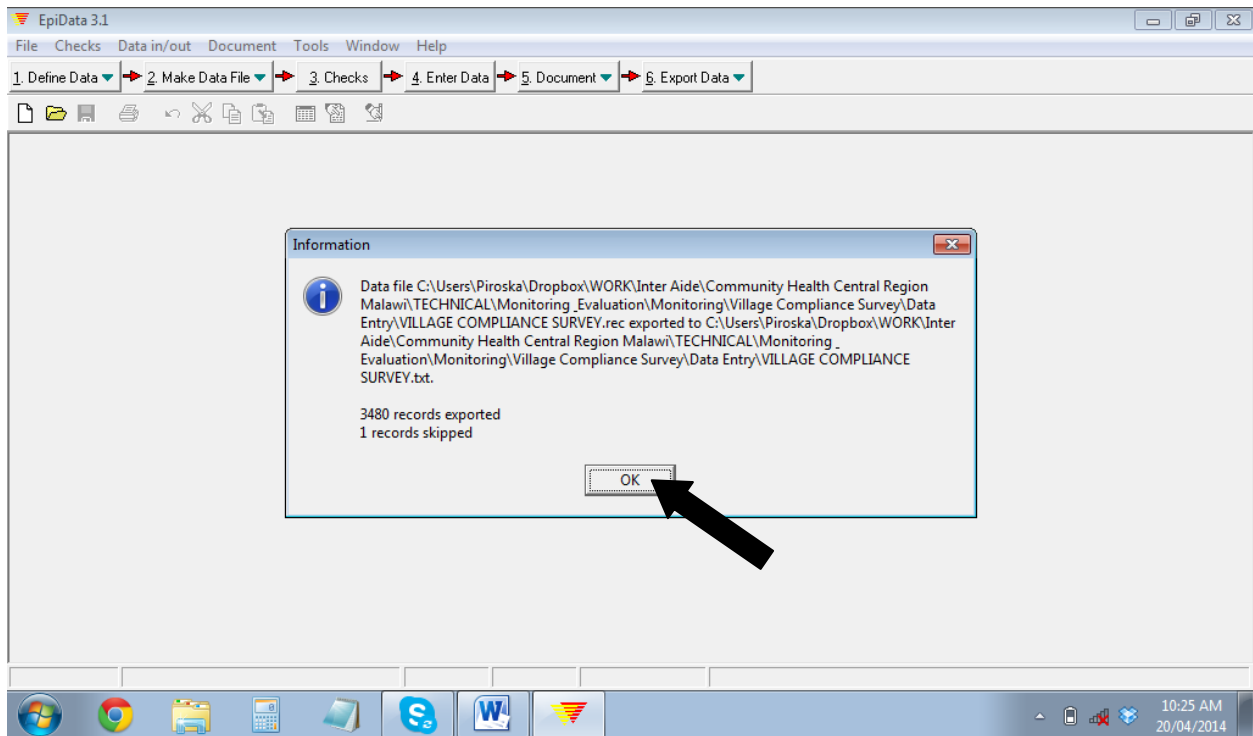 EpiData 3.1
File Checks Data in/out Document Tools Window Help
1. Define Data 2. Make Data File 3. Checks 4. Enter Data 5. Document 6. Export Data
Information
Data file C:\Users\Piroska\Dropbox\WORK\Inter Aide\Community Health Central Region
Malawi\TECHNICAL\Monitoring _Evaluation\Monitoring\Village Compliance Survey\Data
Entry\VILLAGE COMPLIANCE SURVEY.rec exported to C:\Users\Piroska\Dropbox\WORK\Inter
Aide\Community Health Central Region Malawi\TECHNICAL\Monitoring _
Evaluation\Monitoring\Village Compliance Survey\Data Entry\VILLAGE COMPLIANCE
SURVEY.txt.
3480 records exported
1 records skipped
OK
10:25 AM
20/04/2014